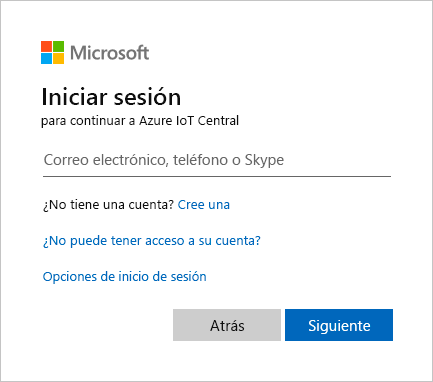 Microsoft
Iniciar sesión
para continuar a Azure IoT Central
Correo electrónico, teléfono o Skype
¿No tiene una cuenta? Cree una
¿No puede tener acceso a su cuenta?
Opciones de inicio de sesión
Atrás Siguiente